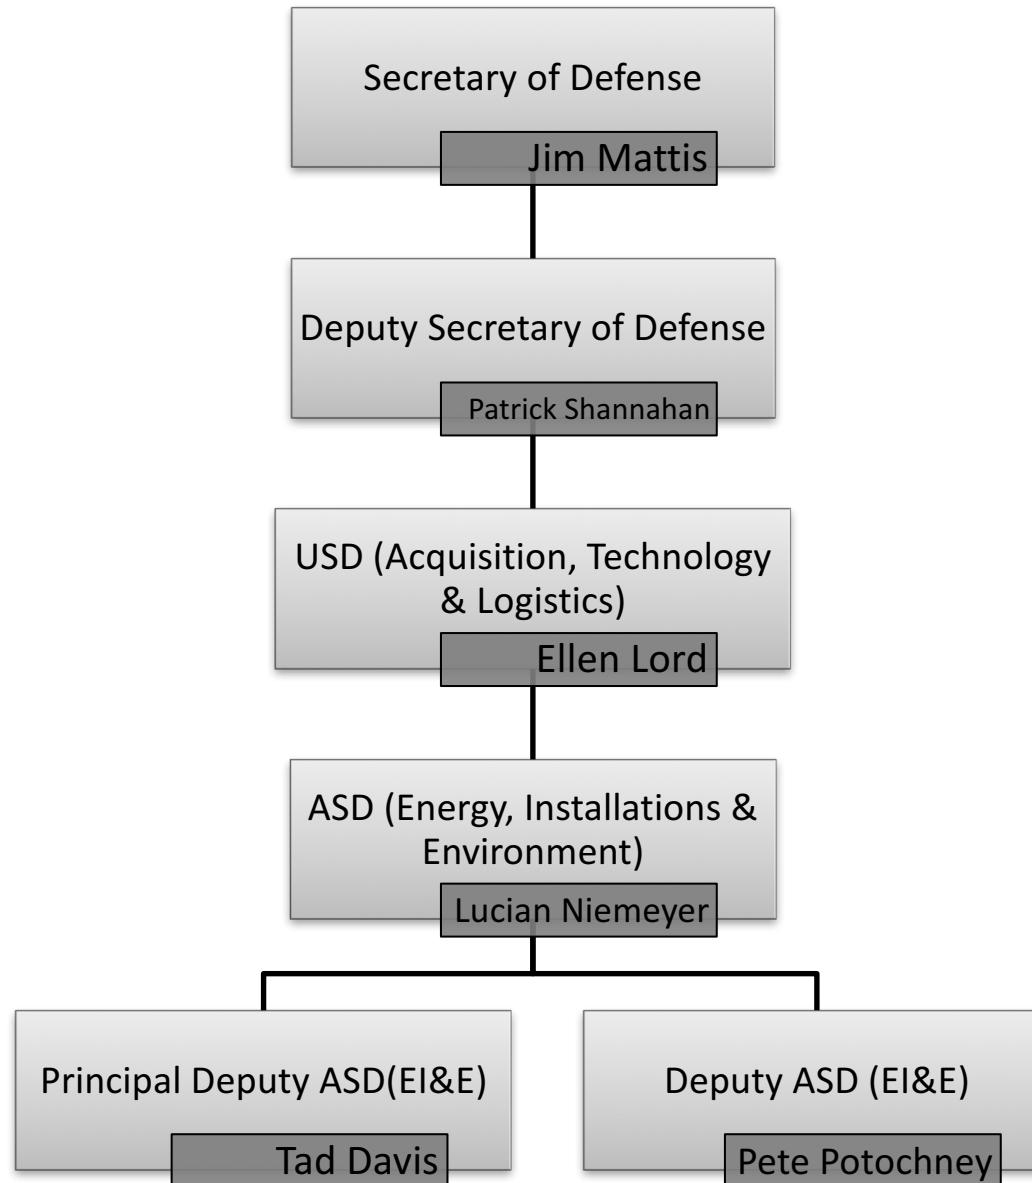 Secretary of Defense
Jim Mattis
Deputy Secretary of Defense
Patrick Shannahan
USD (Acquisition, Technology
& Logistics)
Ellen Lord
ASD (Energy, Installations &
Environment)
Lucian Niemeyer
Principal Deputy ASD(EI&E)
Tad Davis
Deputy ASD (EI&E)
Pete Potochney